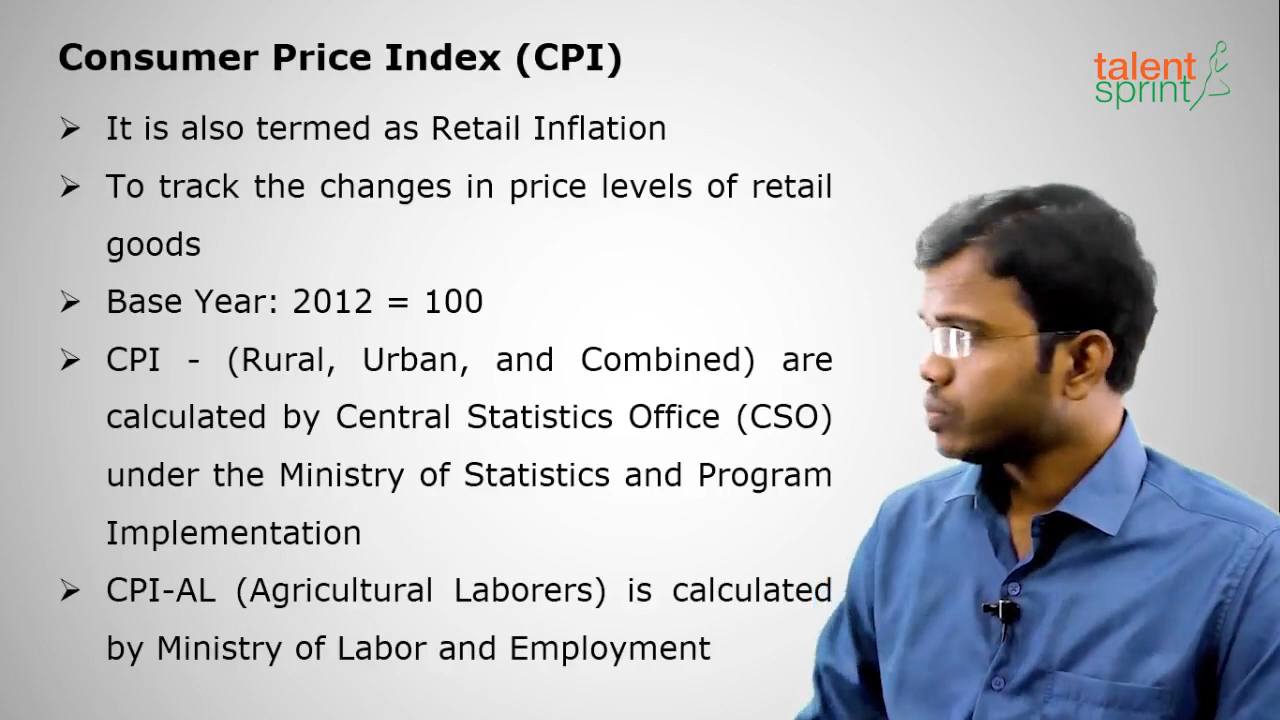 Consumer Price Index (CPI)
talent
sprint
➢ It is also termed as Retail Inflation
➢ To track the changes in price levels of retail
goods
➢ Base Year: 2012 = 100
➢ CPI - (Rural, Urban, and Combined) are
calculated by Central Statistics Office (CSO)
under the Ministry of Statistics and Program
Implementation
➢ CPI-AL (Agricultural Laborers) is calculated
by Ministry of Labor and Employment